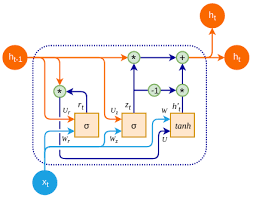 h_t
h_{t-1}
h_t
* +
* -1 *
r_t z_t h'_t
U_r U_z W
σ σ tanh
W_r W_z U
x_t